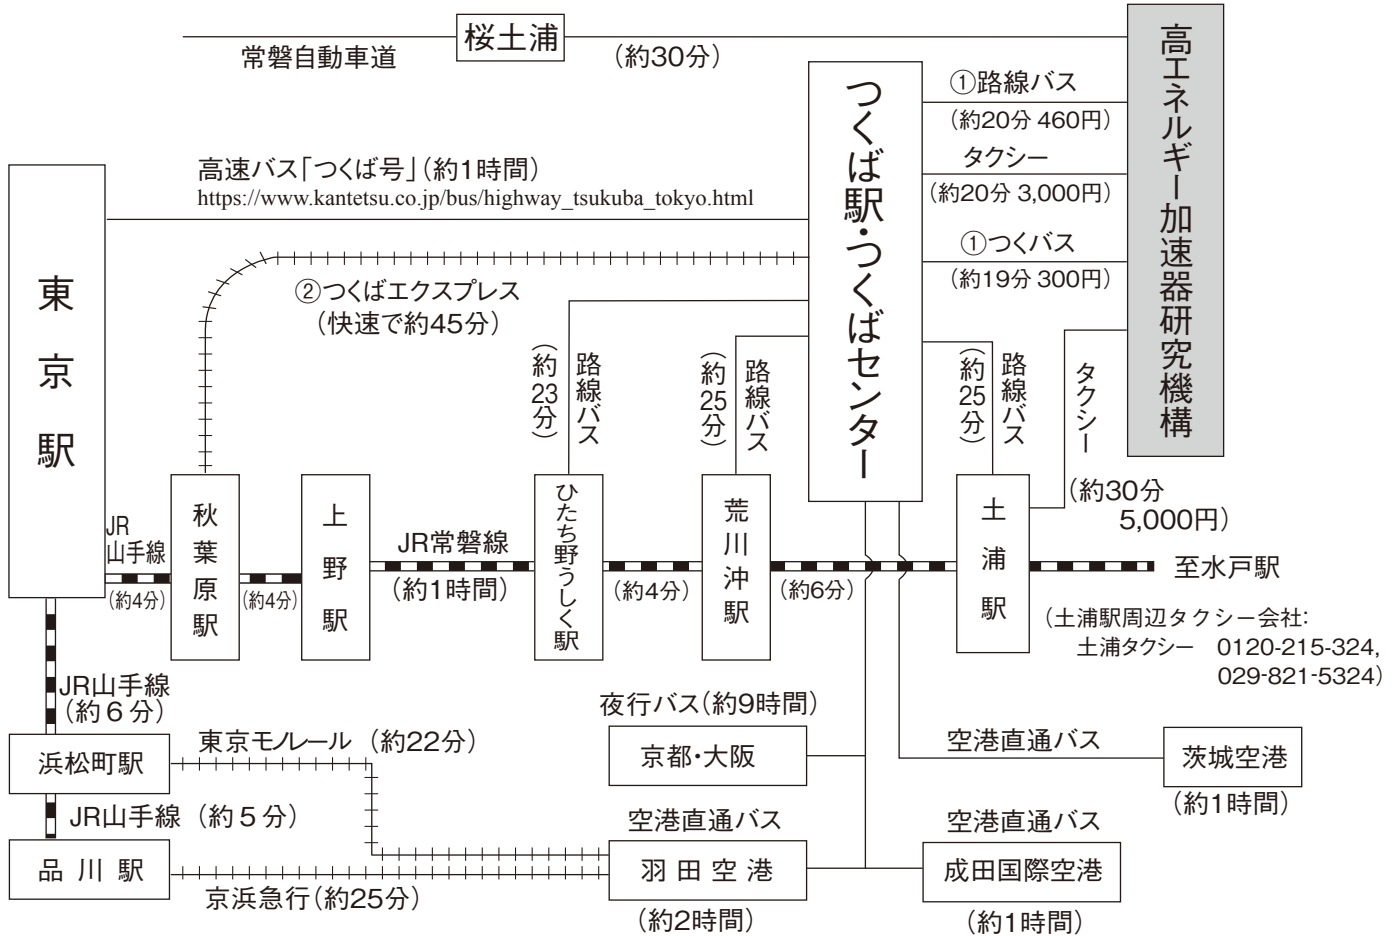 常磐自動車道
桜土浦
(約30分)
高エネルギー加速器研究機構
つくば駅・つくばセンター
①路線バス
(約20分 460円)
タクシー
(約20分 3,000円)
①つくバス
(約19分 300円)
高速バス「つくば号」(約1時間)
https://www.kantetsu.co.jp/bus/highway_tsukuba_tokyo.html
東京駅
②つくばエクスプレス
(快速で約45分)
路線バス
(約23分)
路線バス
(約25分)
路線バス
(約25分)
タクシー
(約30分
5,000円)
JR
山手線
(約4分)
秋葉原駅
(約4分)
上野駅
JR常磐線
(約1時間)
ひたち野うしく駅
(約4分)
荒川沖駅
(約6分)
土浦駅
至水戸駅
(土浦駅周辺タクシー会社:
土浦タクシー 0120-215-324,
029-821-5324)
JR山手線
(約6分)
浜松町駅
東京モノレール (約22分)
JR山手線 (約5分)
品川駅
京浜急行(約25分)
夜行バス(約9時間)
京都・大阪
空港直通バス
羽田空港
(約2時間)
空港直通バス
茨城空港
(約1時間)
空港直通バス
成田国際空港
(約1時間)